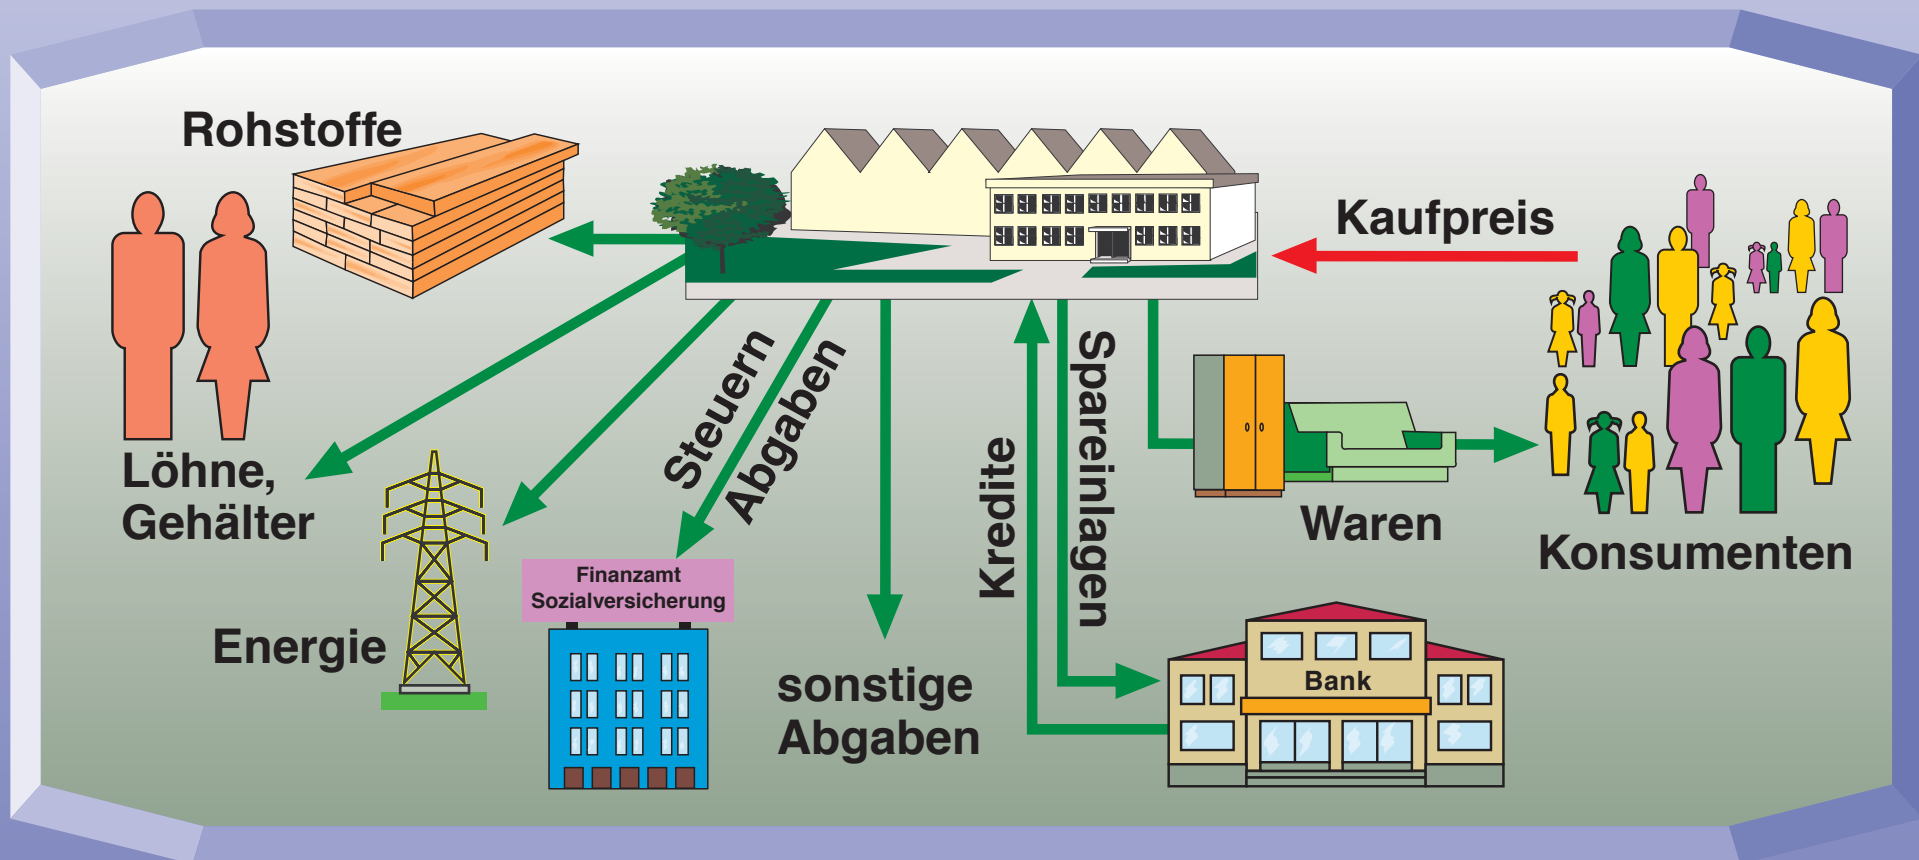 Rohstoffe
Kaufpreis
Löhne,
Gehälter
Steuern
Abgaben
Kredite
Spareinlagen
Waren
Konsumenten
Energie
Finanzamt
Sozialversicherung
sonstige
Abgaben
Bank